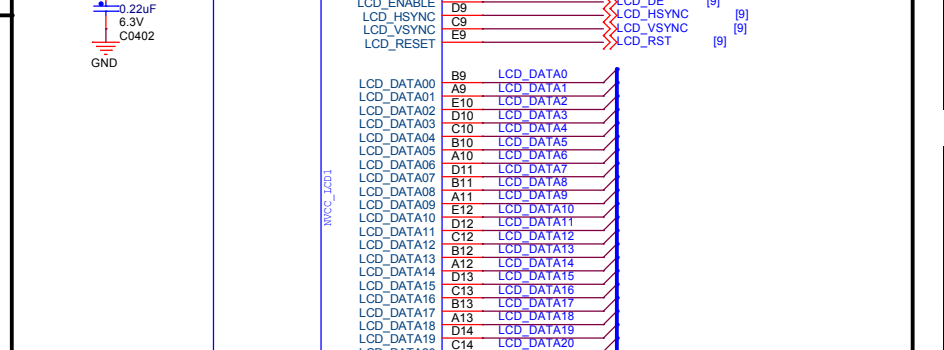 0.22uF
6.3V
C0402
GND
LCD_ENABLE LCD_DE [9]
LCD_HSYNC D9 LCD_HSYNC [9]
LCD_VSYNC C9 LCD_VSYNC [9]
LCD_RESET E9 LCD_RST [9]
NVCC_LCD1
LCD_DATA00 B9 LCD_DATA0
LCD_DATA01 A9 LCD_DATA1
LCD_DATA02 E10 LCD_DATA2
LCD_DATA03 D10 LCD_DATA3
LCD_DATA04 C10 LCD_DATA4
LCD_DATA05 B10 LCD_DATA5
LCD_DATA06 A10 LCD_DATA6
LCD_DATA07 D11 LCD_DATA7
LCD_DATA08 B11 LCD_DATA8
LCD_DATA09 A11 LCD_DATA9
LCD_DATA10 E12 LCD_DATA10
LCD_DATA11 D12 LCD_DATA11
LCD_DATA12 C12 LCD_DATA12
LCD_DATA13 B12 LCD_DATA13
LCD_DATA14 A12 LCD_DATA14
LCD_DATA15 D13 LCD_DATA15
LCD_DATA16 C13 LCD_DATA16
LCD_DATA17 B13 LCD_DATA17
LCD_DATA18 A13 LCD_DATA18
LCD_DATA19 D14 LCD_DATA19
C14 LCD_DATA20